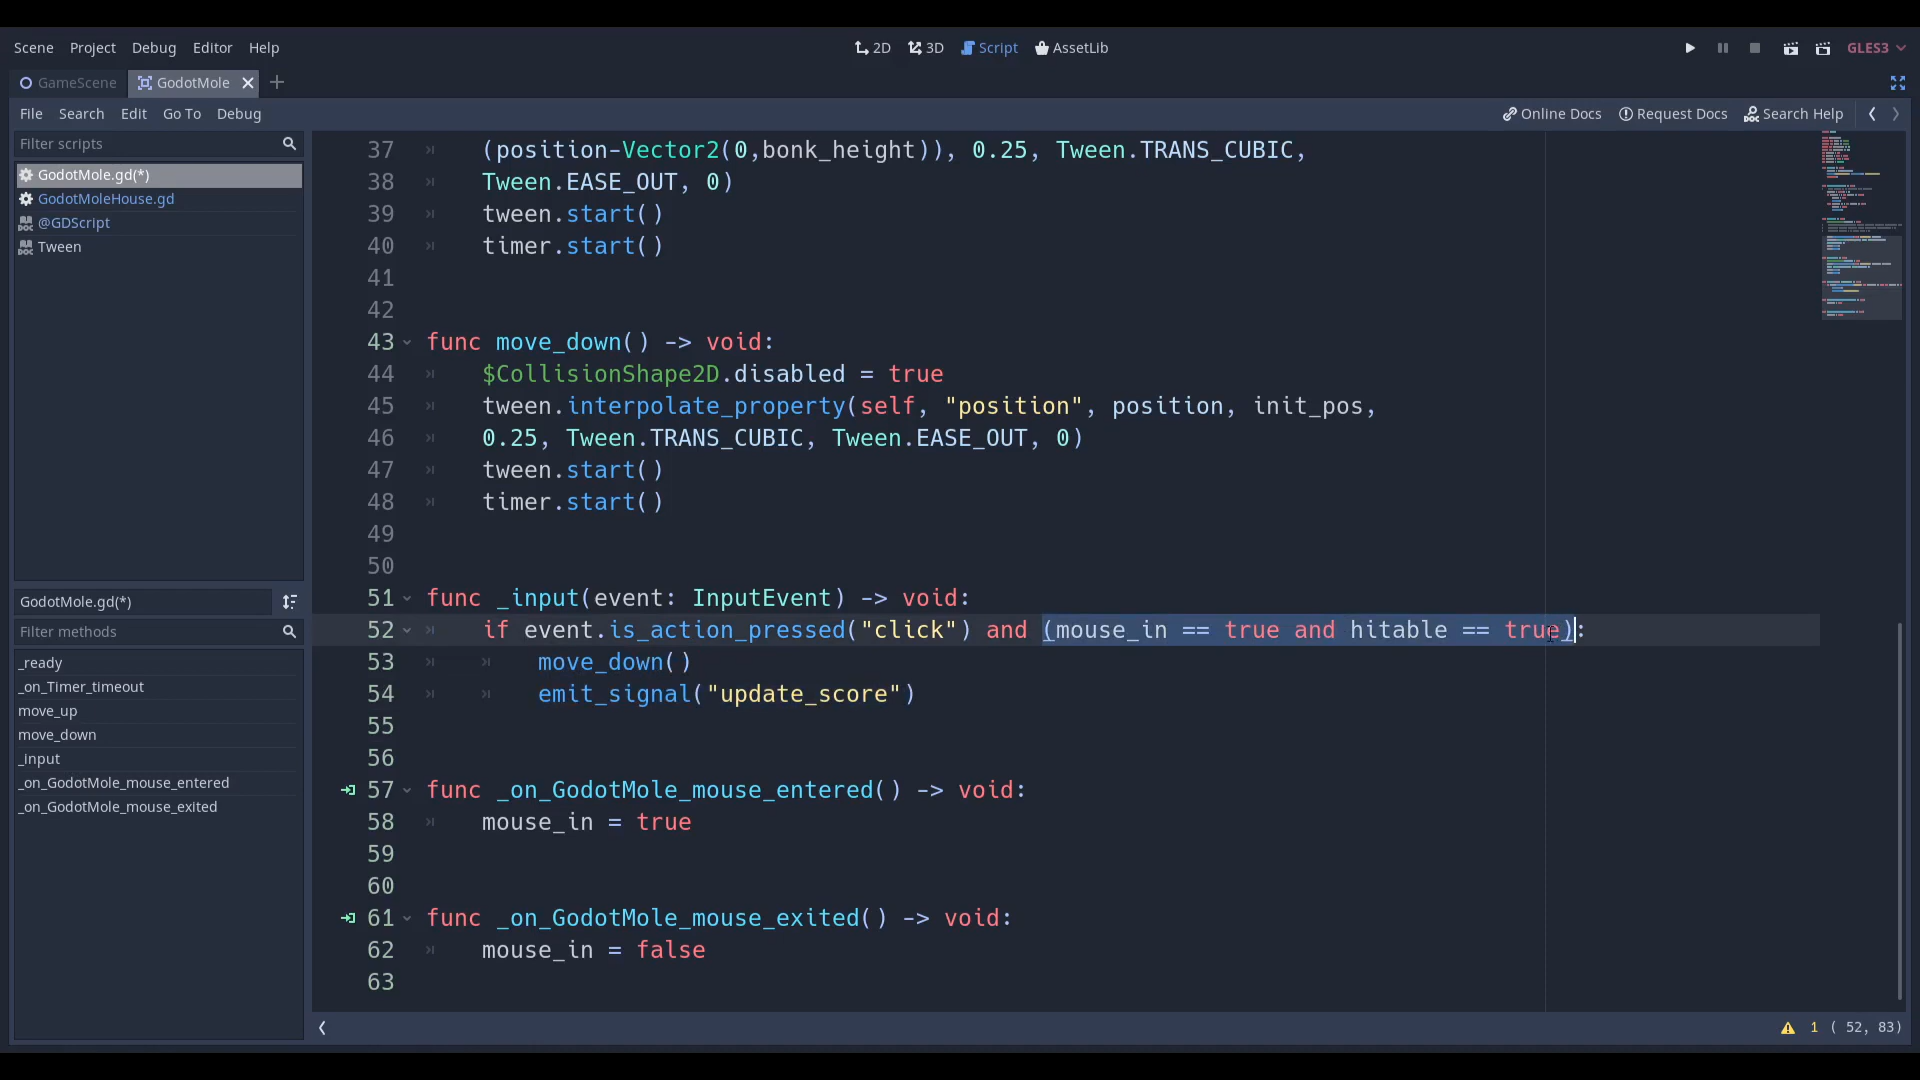 Scene Project Debug Editor Help 2D 3D Script AssetLib GLES3
GameScene GodotMole
File Search Edit Go To Debug Online Docs Request Docs Search Help
Filter scripts
GodotMole.gd(*)
GodotMoleHouse.gd
@GDScript
Tween
GodotMole.gd(*)
Filter methods
_ready
_on_Timer_timeout
move_up
move_down
_input
_on_GodotMole_mouse_entered
_on_GodotMole_mouse_exited
37 (position-Vector2(0,bonk_height)), 0.25, Tween.TRANS_CUBIC,
38 Tween.EASE_OUT, 0)
39 tween.start()
40 timer.start()
41
42
43 func move_down() -> void:
44 $CollisionShape2D.disabled = true
45 tween.interpolate_property(self, "position", position, init_pos,
46 0.25, Tween.TRANS_CUBIC, Tween.EASE_OUT, 0)
47 tween.start()
48 timer.start()
49
50
51 func _input(event: InputEvent) -> void:
52 if event.is_action_pressed("click") and (mouse_in == true and hitable == true):
53 move_down()
54 emit_signal("update_score")
55
56
57 func _on_GodotMole_mouse_entered() -> void:
58 mouse_in = true
59
60
61 func _on_GodotMole_mouse_exited() -> void:
62 mouse_in = false
63
1 ( 52, 83)